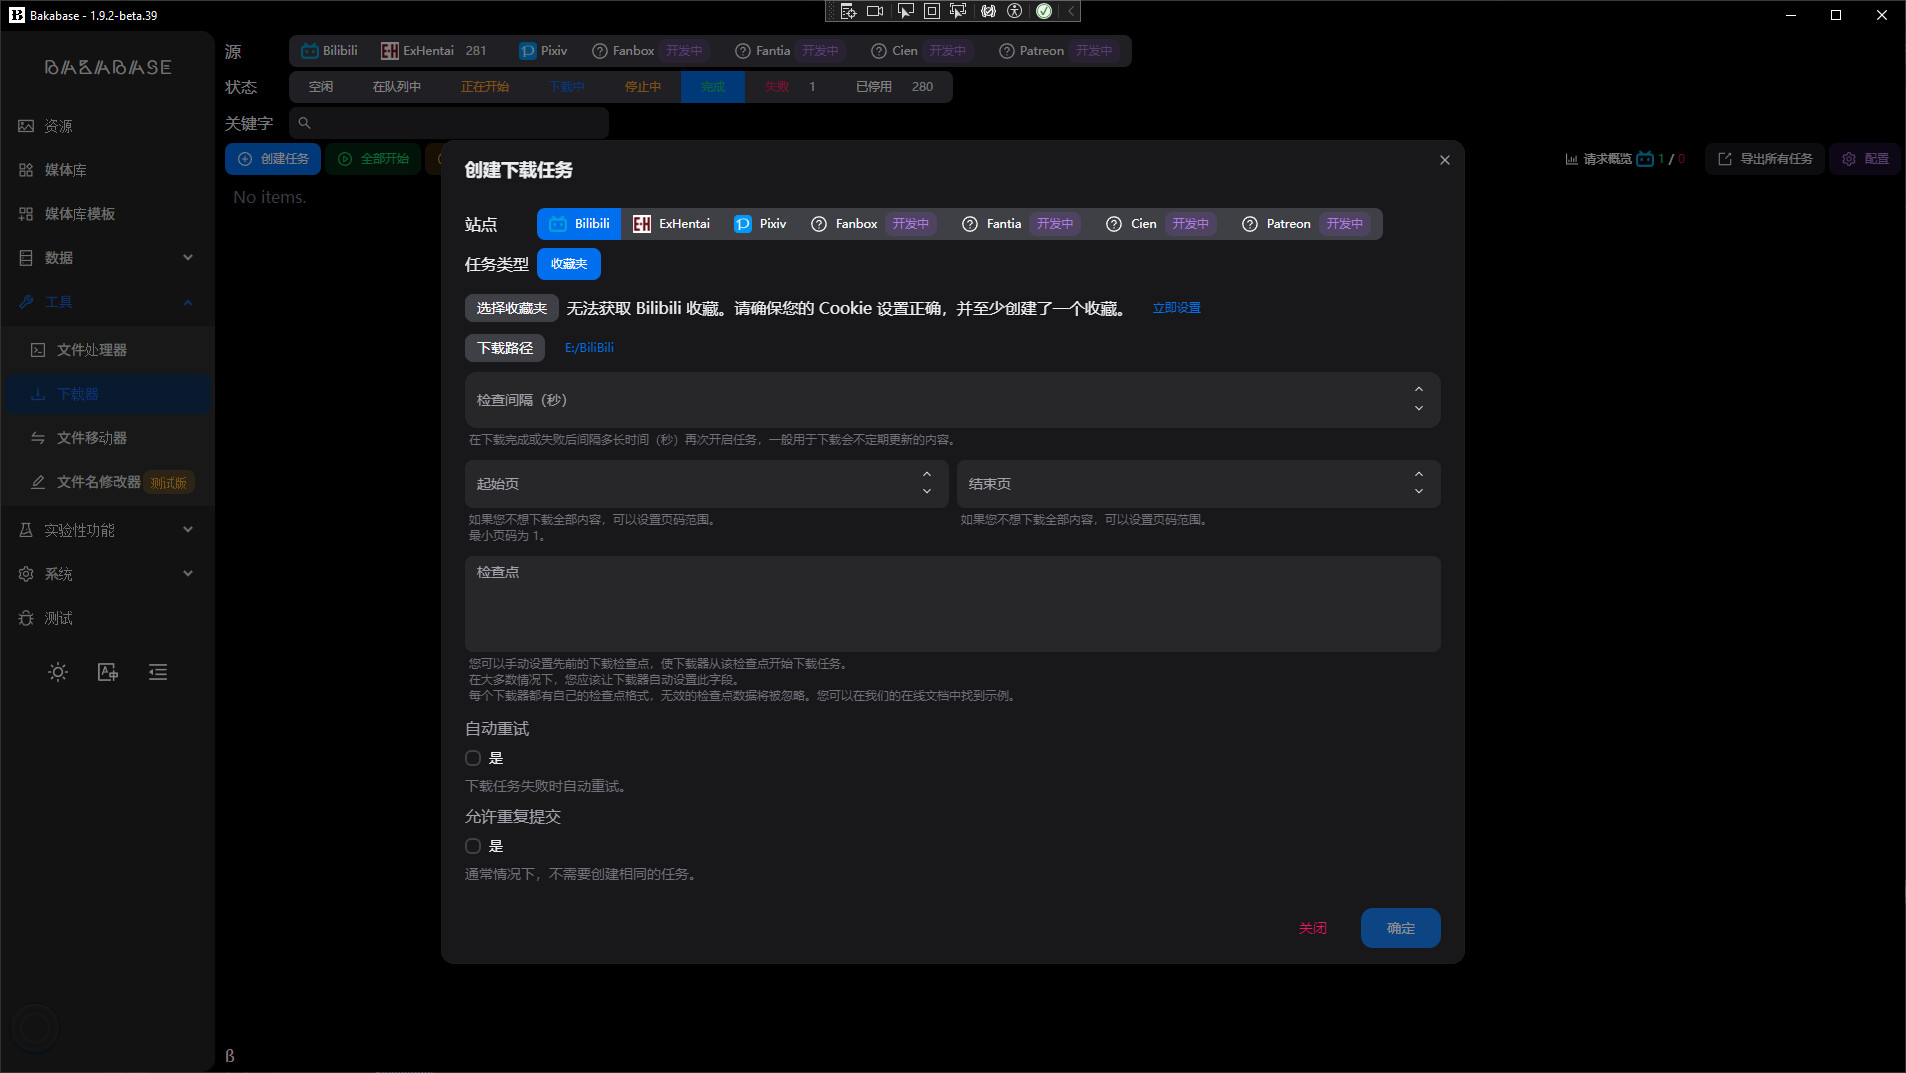 Bakabase - 1.9.2-beta.39
BAKABASE
资源
媒体库
媒体库模板
数据
工具
文件处理器
下载器
文件移动器
文件名修改器 测试版
实验性功能
系统
测试
源 Bilibili ExHentai 281 Pixiv Fanbox 开发中 Fantia 开发中 Cien 开发中 Patreon 开发中
状态 空闲 在队列中 正在开始 下载中 停止中 完成 失败 1 已停用 280
关键字
创建任务 全部开始 请求概览 1 / 0 导出所有任务 配置
No items.
创建下载任务
站点 Bilibili ExHentai Pixiv Fanbox 开发中 Fantia 开发中 Cien 开发中 Patreon 开发中
任务类型 收藏夹
选择收藏夹 无法获取 Bilibili 收藏。请确保您的 Cookie 设置正确，并至少创建了一个收藏。 立即设置
下载路径 E:/BiliBili
检查间隔（秒）
在下载完成或失败后间隔多长时间（秒）再次开启任务，一般用于下载会不定期更新的内容。
起始页 结束页
如果您不想下载全部内容，可以设置页码范围。 如果您不想下载全部内容，可以设置页码范围。
最小页码为 1。
检查点
您可以手动设置先前的下载检查点，使下载器从该检查点开始下载任务。
在大多数情况下，您应该让下载器自动设置此字段。
每个下载器都有自己的检查点格式，无效的检查点数据将被忽略。您可以在我们的在线文档中找到示例。
自动重试
是
下载任务失败时自动重试。
允许重复提交
是
通常情况下，不需要创建相同的任务。
关闭 确定
β